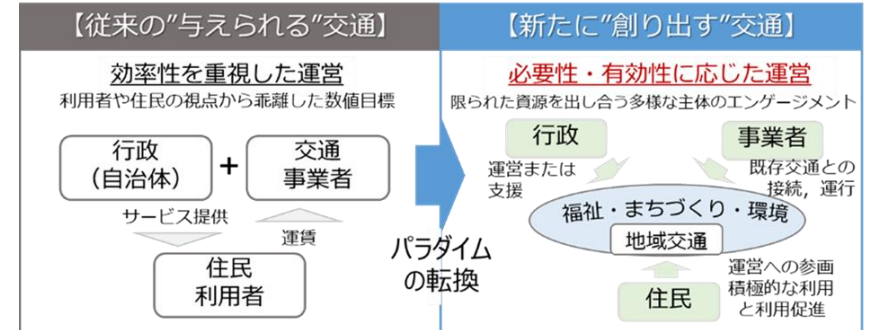 【従来の”与えられる”交通】
効率性を重視した運営
利用者や住民の視点から乖離した数値目標
行政
（自治体）
+
交通
事業者
サービス提供
運賃
住民
利用者
パラダイム
の転換
【新たに”創り出す”交通】
必要性・有効性に応じた運営
限られた資源を出し合う多様な主体のエンゲージメント
行政
運営または
支援
事業者
既存交通との
接続，運行
福祉・まちづくり・環境
地域交通
住民
運営への参画
積極的な利用
と利用促進